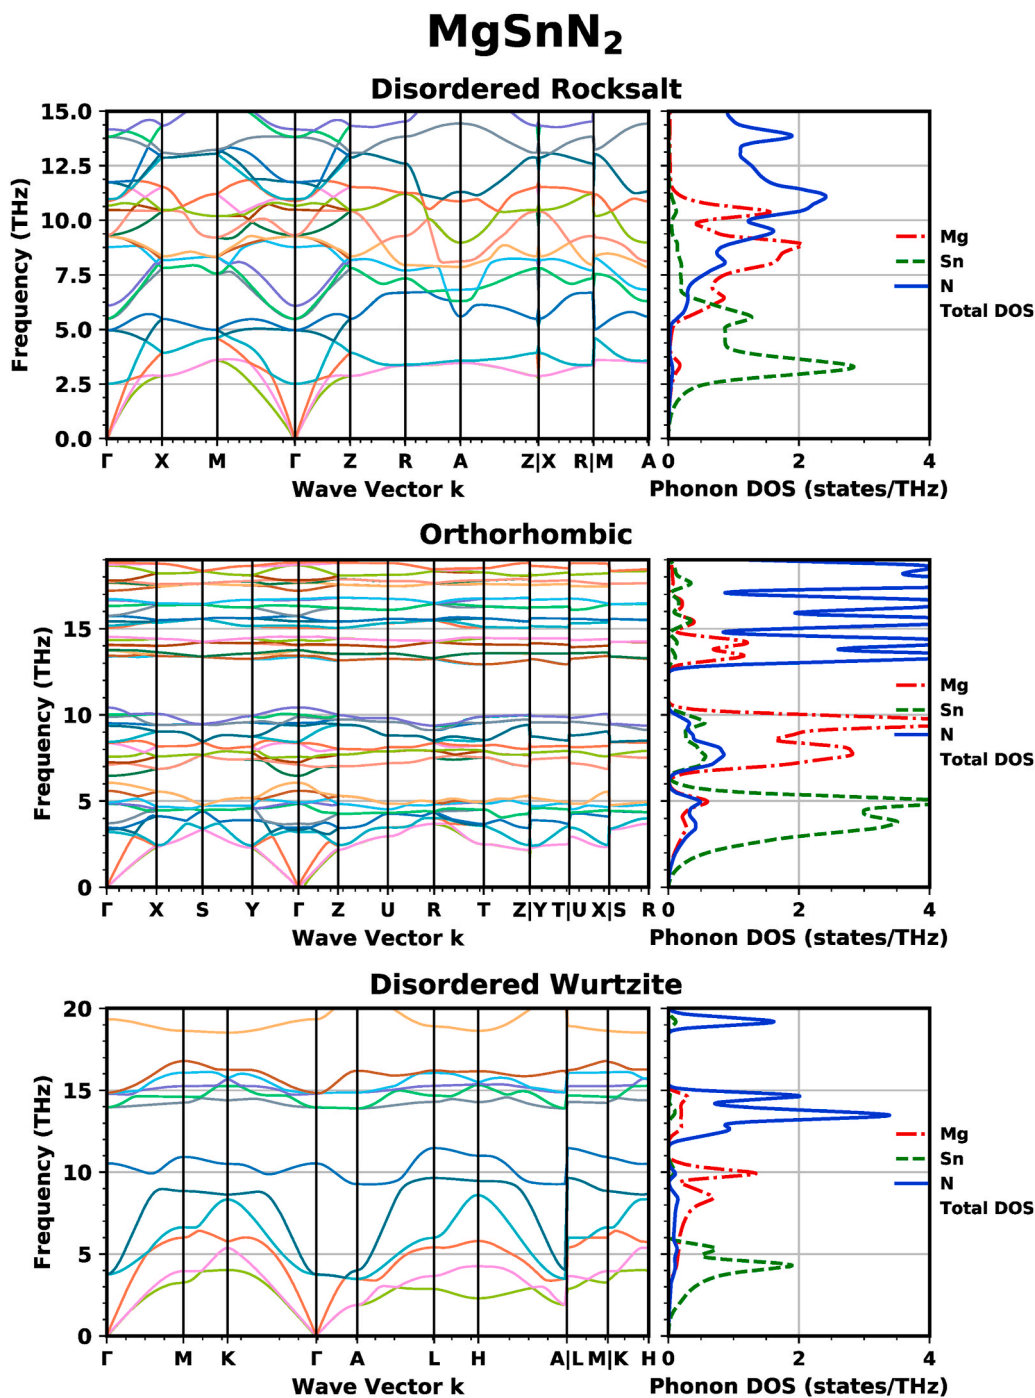 MgSnN₂
Disordered Rocksalt
Frequency (THz)
15.0
12.5
10.0
7.5
5.0
2.5
0.0
Γ X M Γ Z R A Z|X R|M A
Wave Vector k
Mg
Sn
N
Total DOS
0 2 4
Phonon DOS (states/THz)
Orthorhombic
Frequency (THz)
15
10
5
0
Γ X S Y Γ Z U R T Z|Y T|U X|S R
Wave Vector k
Mg
Sn
N
Total DOS
0 2 4
Phonon DOS (states/THz)
Disordered Wurtzite
Frequency (THz)
20
15
10
5
0
Γ M K Γ A L H A|L M|K H
Wave Vector k
Mg
Sn
N
Total DOS
0 2 4
Phonon DOS (states/THz)